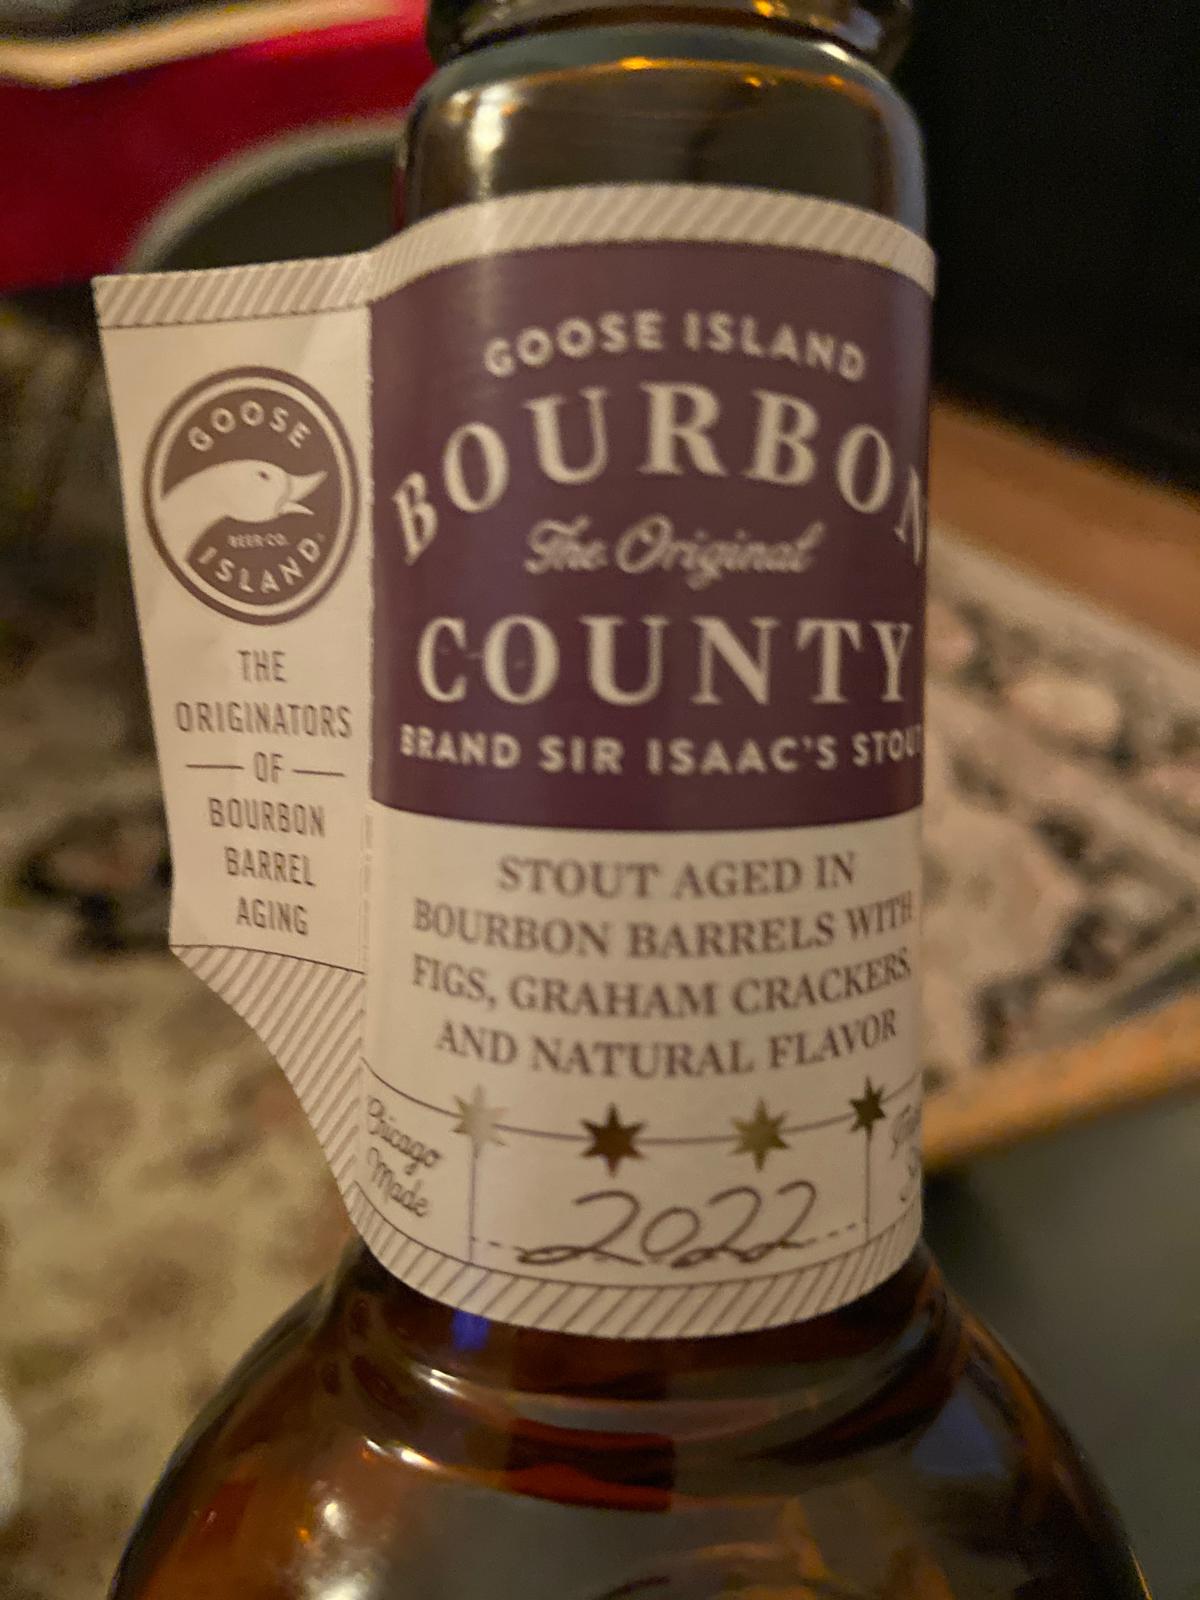 GOOSE
BEER CO.
ISLAND
THE
ORIGINATORS
OF
BOURBON
BARREL
AGING
GOOSE ISLAND
BOURBON
The Original
COUNTY
BRAND SIR ISAAC'S STOUT
STOUT AGED IN
BOURBON BARRELS WITH
FIGS, GRAHAM CRACKERS,
AND NATURAL FLAVOR
Chicago
Made
2022